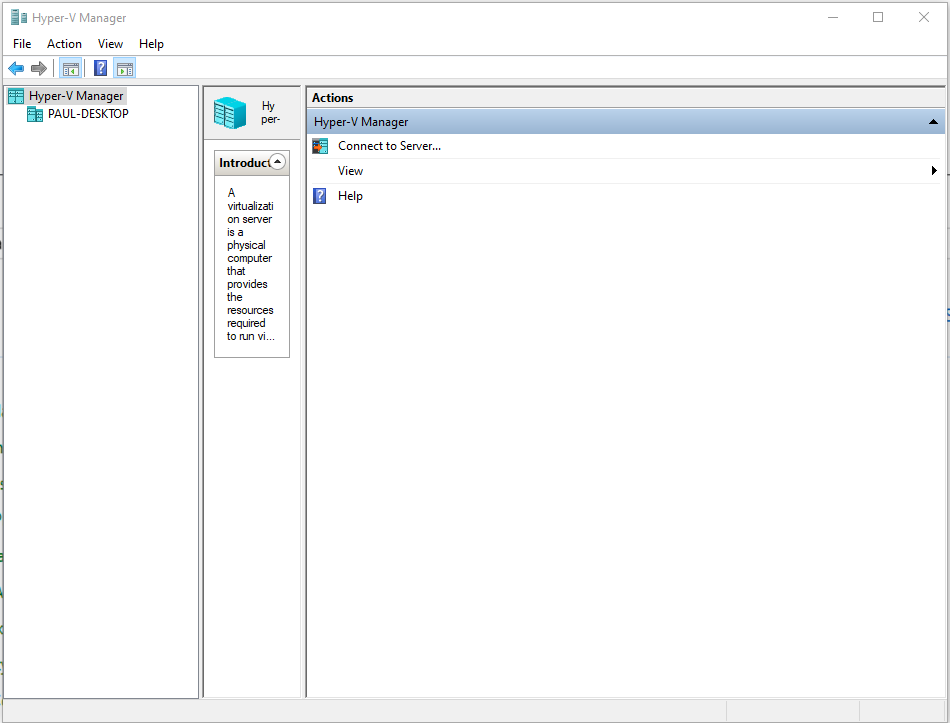 Hyper-V Manager
File Action View Help
Hyper-V Manager
PAUL-DESKTOP
Hy
per-
Introduct
A
virtualizati
on server
is a
physical
computer
that
provides
the
resources
required
to run vi...
Actions
Hyper-V Manager
Connect to Server...
View
Help